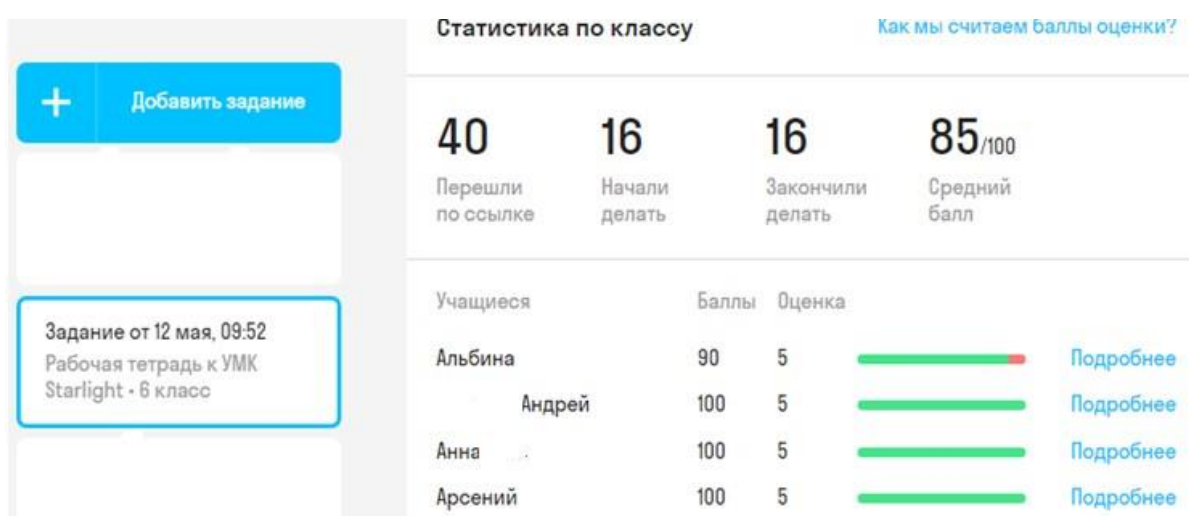 Статистика по классу
Как мы считаем баллы оценки?
+ Добавить задание
40
16
16
85/100
Перешли
по ссылке
Начали
делать
Закончили
делать
Средний
балл
Задание от 12 мая, 09:52
Рабочая тетрадь к УМК
Starlight • 6 класс
Учащиеся Баллы Оценка
Альбина 90 5 Подробнее
Андрей 100 5 Подробнее
Анна 100 5 Подробнее
Арсений 100 5 Подробнее